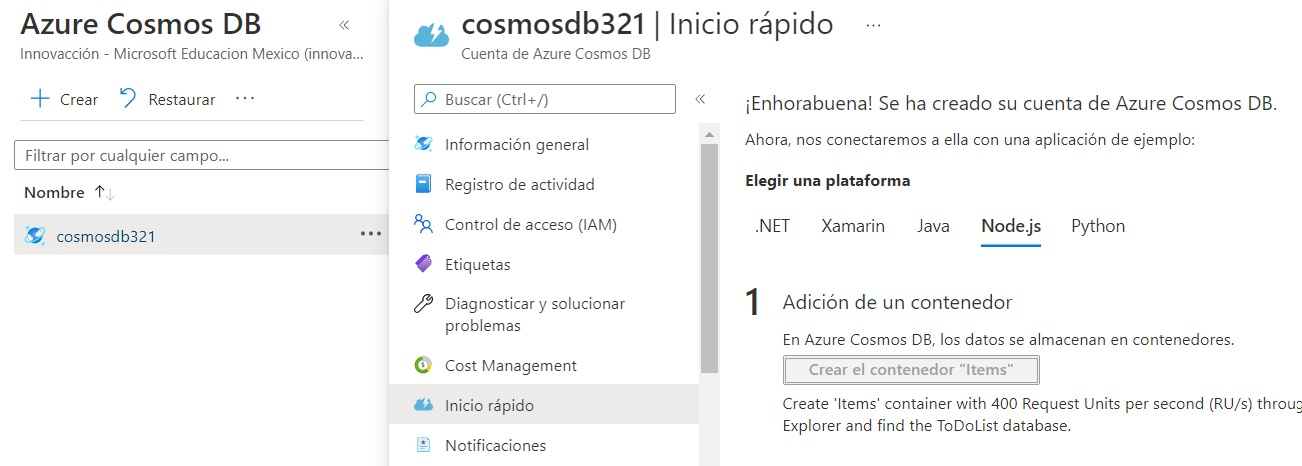 Azure Cosmos DB
Innovacción - Microsoft Educacion Mexico (innova...
Crear
Restaurar
Filtrar por cualquier campo...
Nombre
cosmosdb321
cosmosdb321 | Inicio rápido
Cuenta de Azure Cosmos DB
Buscar (Ctrl+/)
Información general
Registro de actividad
Control de acceso (IAM)
Etiquetas
Diagnosticar y solucionar
problemas
Cost Management
Inicio rápido
Notificaciones
¡Enhorabuena! Se ha creado su cuenta de Azure Cosmos DB.
Ahora, nos conectaremos a ella con una aplicación de ejemplo:
Elegir una plataforma
.NET Xamarin Java Node.js Python
1 Adición de un contenedor
En Azure Cosmos DB, los datos se almacenan en contenedores.
Crear el contenedor "Items"
Create 'Items' container with 400 Request Units per second (RU/s) throu
Explorer and find the ToDoList database.